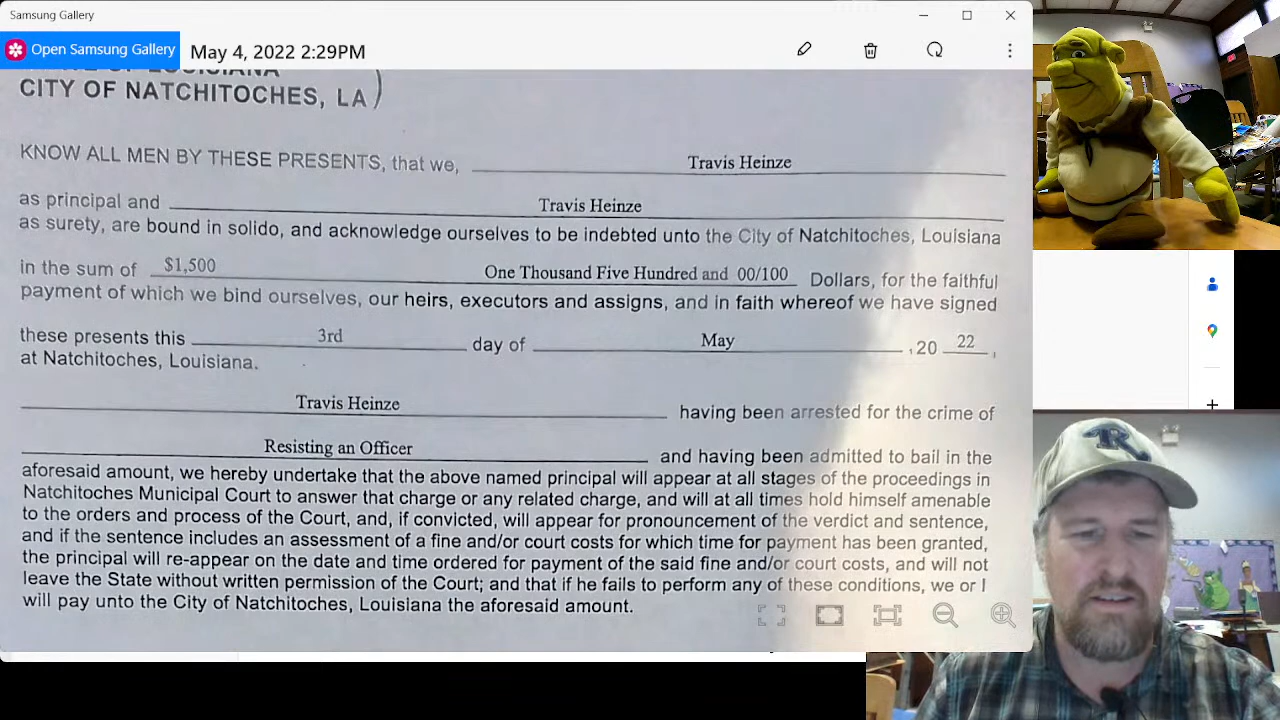 Samsung Gallery
Open Samsung Gallery May 4, 2022 2:29PM
CITY OF NATCHITOCHES, LA )
KNOW ALL MEN BY THESE PRESENTS, that we, Travis Heinze
as principal and Travis Heinze
as surety, are bound in solido, and acknowledge ourselves to be indebted unto the City of Natchitoches, Louisiana
in the sum of $1,500 One Thousand Five Hundred and 00/100 Dollars, for the faithful
payment of which we bind ourselves, our heirs, executors and assigns, and in faith whereof we have signed
these presents this 3rd day of May , 20 22 ,
at Natchitoches, Louisiana.
Travis Heinze having been arrested for the crime of
Resisting an Officer and having been admitted to bail in the
aforesaid amount, we hereby undertake that the above named principal will appear at all stages of the proceedings in
Natchitoches Municipal Court to answer that charge or any related charge, and will at all times hold himself amenable
to the orders and process of the Court, and, if convicted, will appear for pronouncement of the verdict and sentence,
and if the sentence includes an assessment of a fine and/or court costs for which time for payment has been granted,
the principal will re-appear on the date and time ordered for payment of the said fine and/or court costs, and will not
leave the State without written permission of the Court; and that if he fails to perform any of these conditions, we or I
will pay unto the City of Natchitoches, Louisiana the aforesaid amount.
R